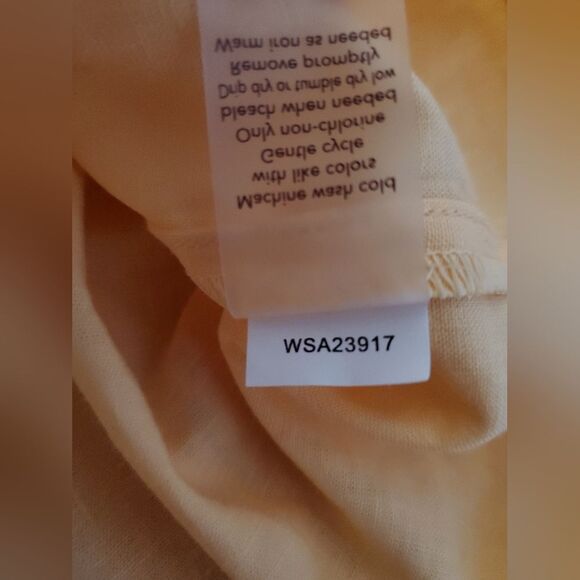 Machine wash cold
with like colors
Gentle cycle
Only non-chlorine
bleach when needed
Drip dry or tumble dry low
Remove promptly
Warm iron as needed
WSA23917